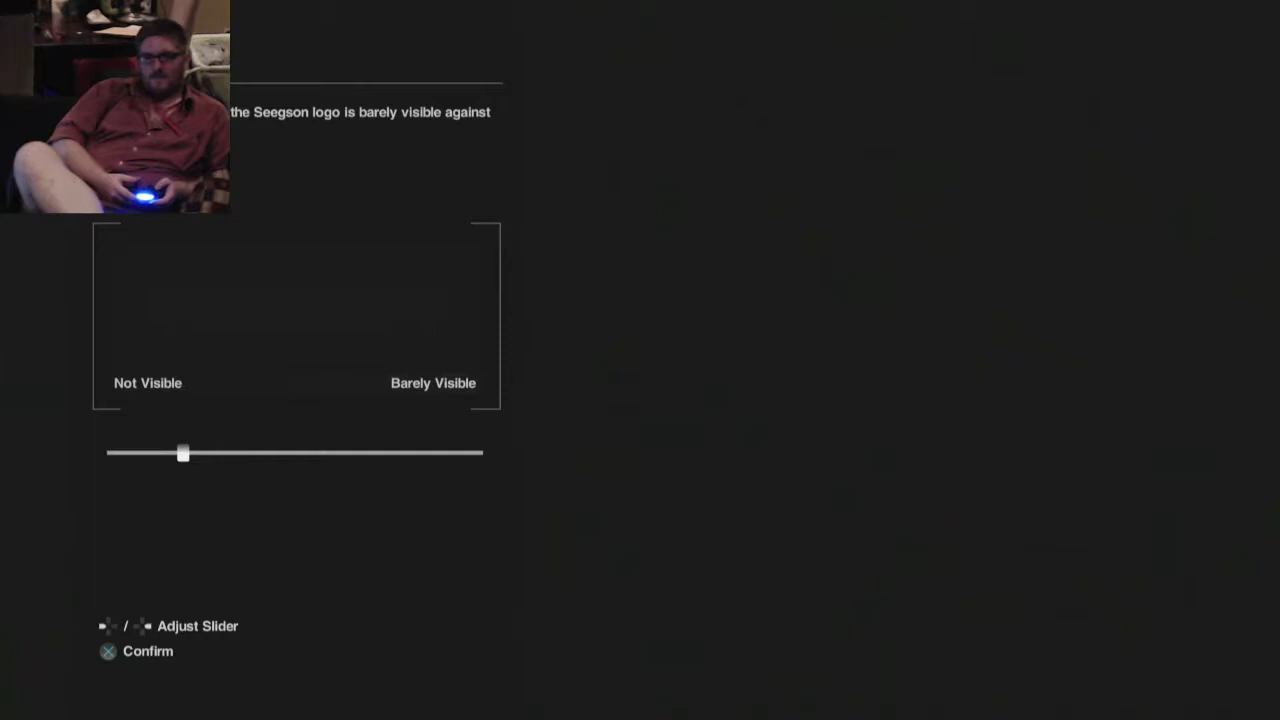 the Seegson logo is barely visible against
Not Visible
Barely Visible
/ Adjust Slider
Confirm